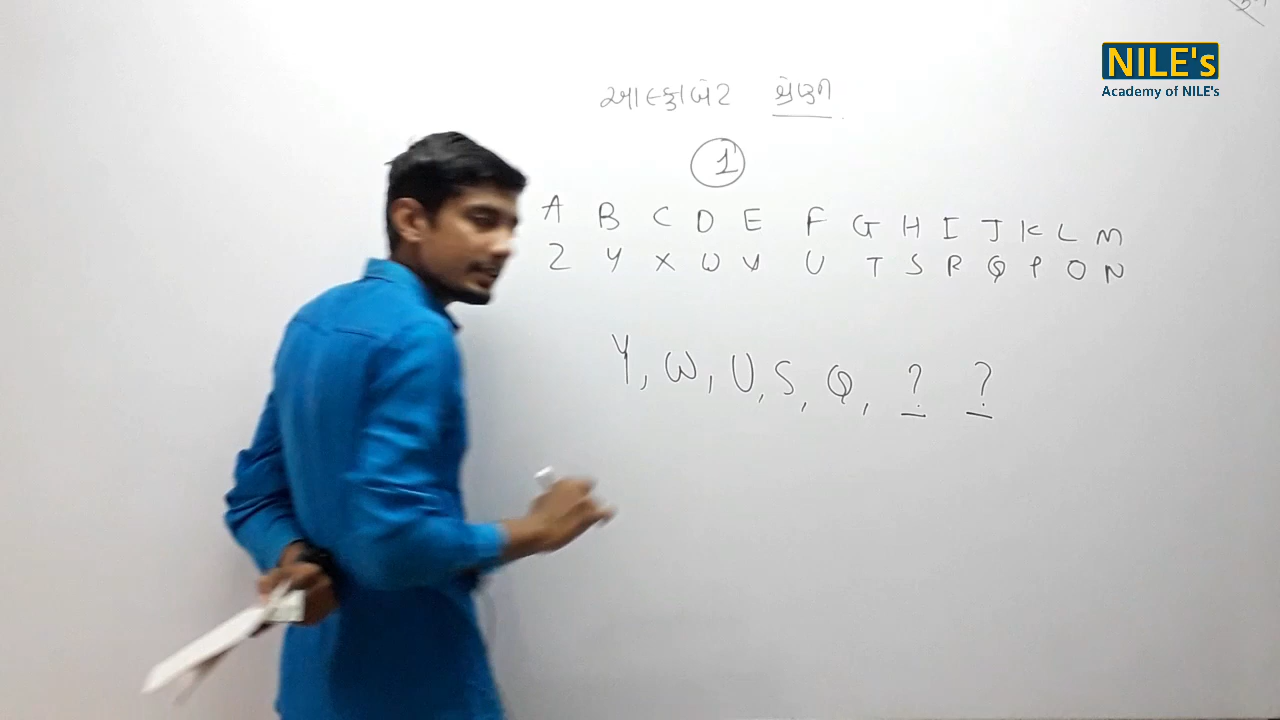 NILE's
Academy of NILE's
આલ્ફાબેટ શ્રેણી
1
A B C D E F G H I J K L M
Z Y X W V U T S R Q P O N
Y, W, U, S, Q, ? ?